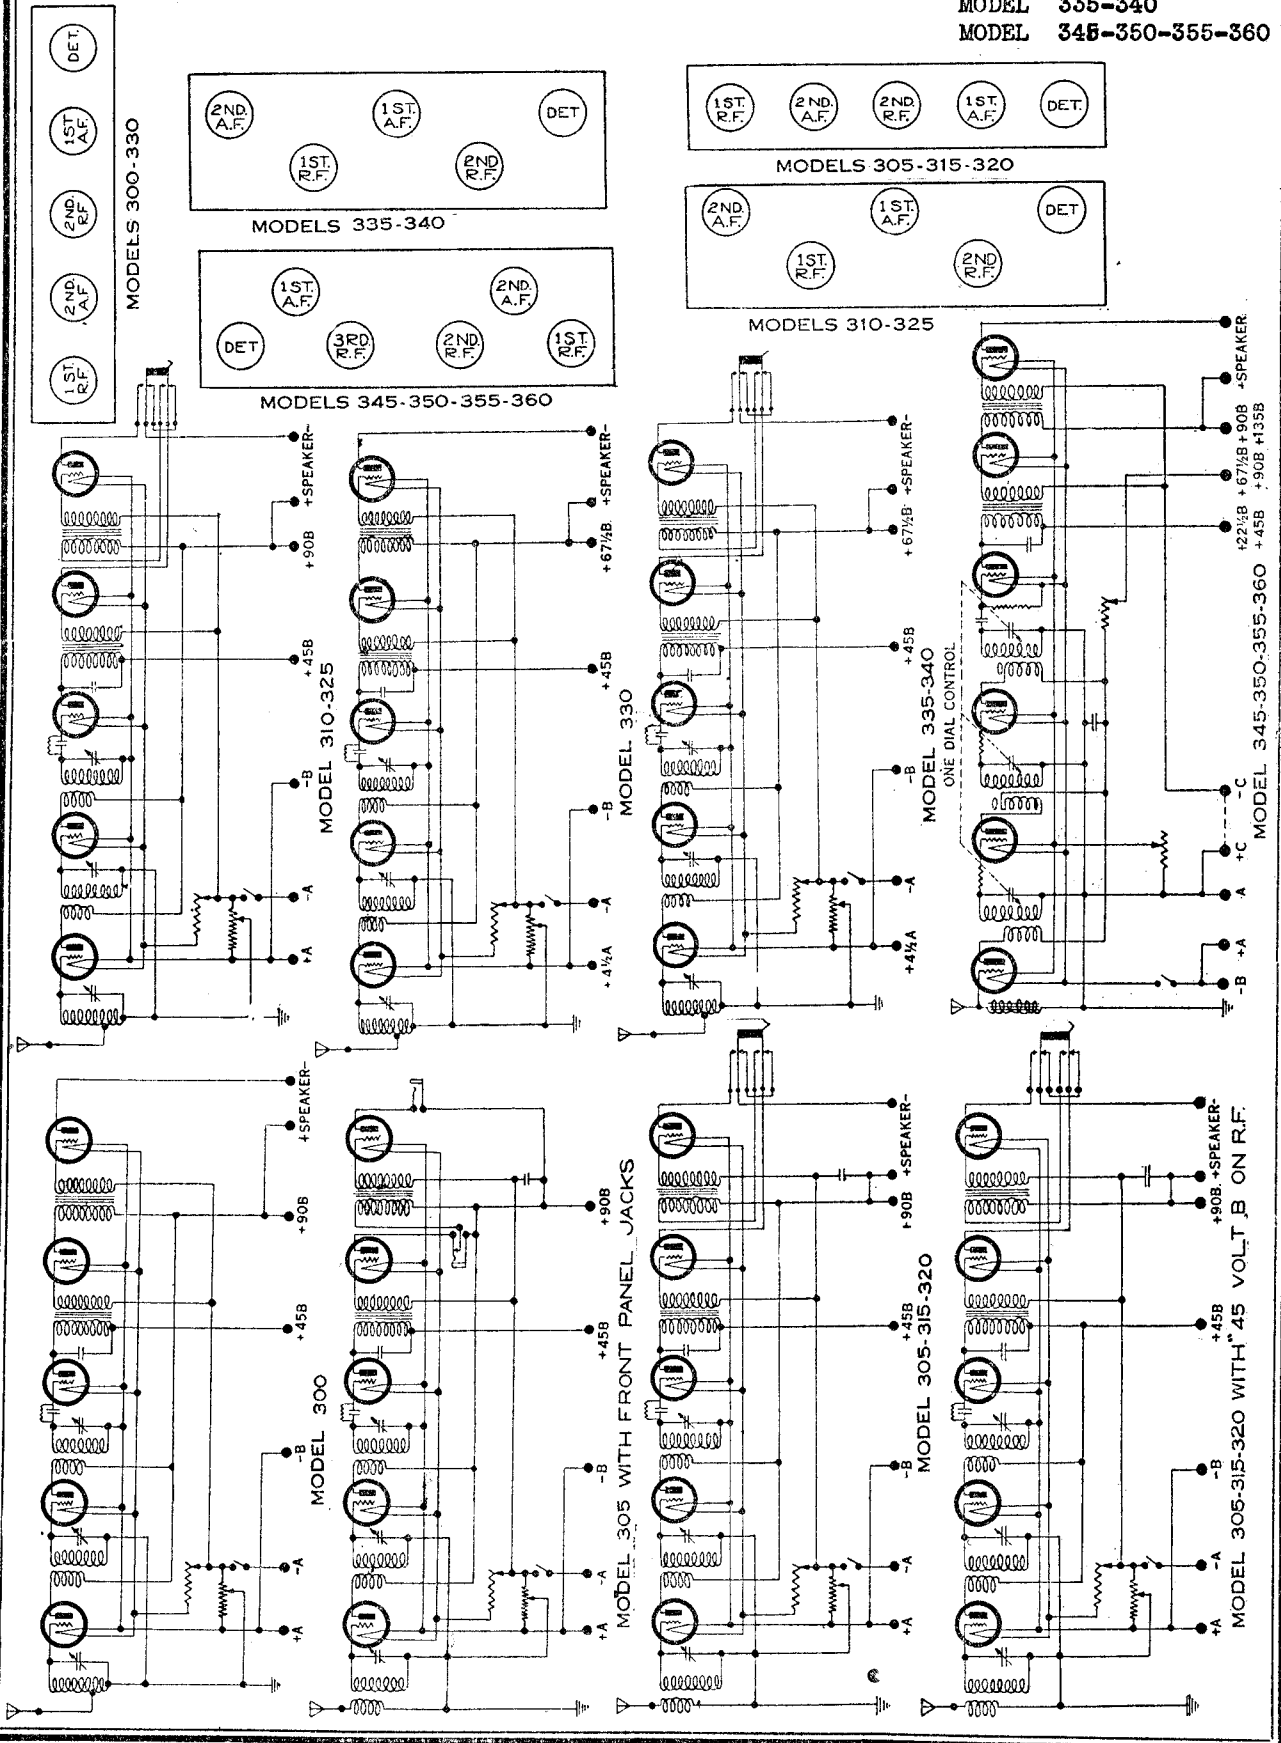 MODEL 335-340
MODEL 345-350-355-360
DET.
1ST A.F.
2ND. RF
2ND. A.F
1ST R.F.
MODELS 300-330
2ND. A.F.
1ST. A.F.
DET
1ST. R.F.
2ND R.F.
MODELS 335-340
1ST. A.F.
2ND. A.F.
DET
3RD. R.F.
2ND. R.F.
1ST. R.F.
MODELS 345-350-355-360
1ST. R.F.
2ND. A.F.
2ND. R.F.
1ST. A.F.
DET.
MODELS 305-315-320
2ND. A.F.
1ST. A.F.
DET
1ST. R.F.
2ND. R.F.
MODELS 310-325
+A
-A
-B
+45B
+90B
+SPEAKER-
MODEL 310-325
+4½A
-A
-B
+45B
+67½B
+SPEAKER-
MODEL 330
+4½A
-A
-B
+45B
+67½B
+SPEAKER-
MODEL 335-340
ONE DIAL CONTROL
-B
+A
-A
+C
-C
+22½B +67½B +90B
+SPEAKER
+45B +90B +135B
MODEL 345-350-355-360
+A
-A
-B
+45B
+90B
+SPEAKER-
MODEL 300
+A
-A
-B
+45B
+90B
MODEL 305 WITH FRONT PANEL JACKS
+A
-A
-B
+45B
+90B
+SPEAKER-
MODEL 305-315-320
+A
-A
-B
+45B
+90B.
+SPEAKER-
MODEL 305-315-320 WITH "45 VOLT B ON R.F.